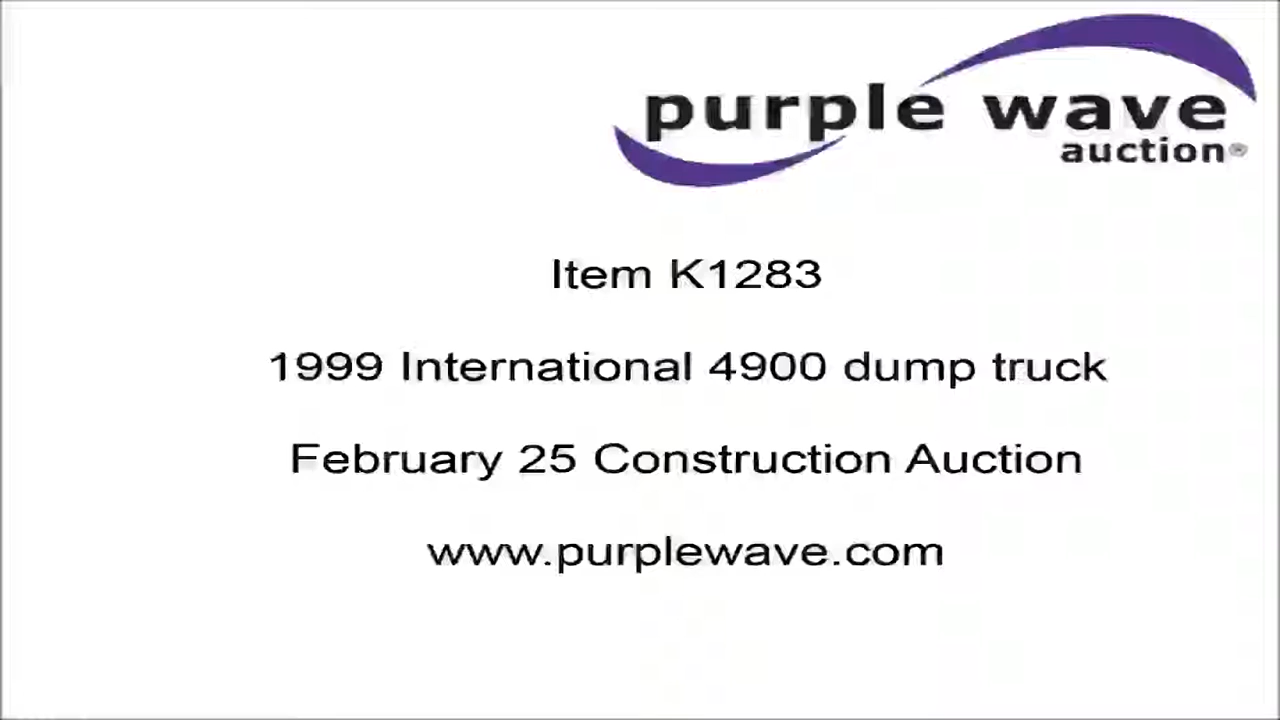 purple wave
auction®
Item K1283
1999 International 4900 dump truck
February 25 Construction Auction
www.purplewave.com